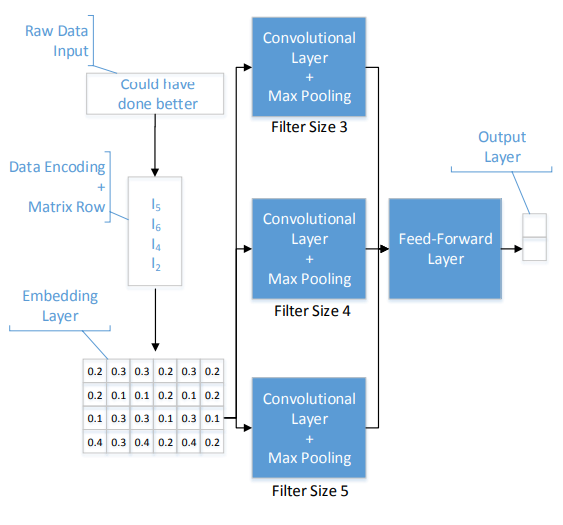 Raw Data
Input
Could have
done better
Data Encoding
+
Matrix Row
I₅
I₆
I₄
I₂
Embedding
Layer
0.2 0.3 0.3 0.2 0.3 0.2
0.2 0.1 0.1 0.2 0.1 0.2
0.1 0.3 0.3 0.1 0.3 0.1
0.4 0.3 0.4 0.2 0.4 0.2
Convolutional
Layer
+
Max Pooling
Filter Size 3
Convolutional
Layer
+
Max Pooling
Filter Size 4
Convolutional
Layer
+
Max Pooling
Filter Size 5
Feed-Forward
Layer
Output
Layer